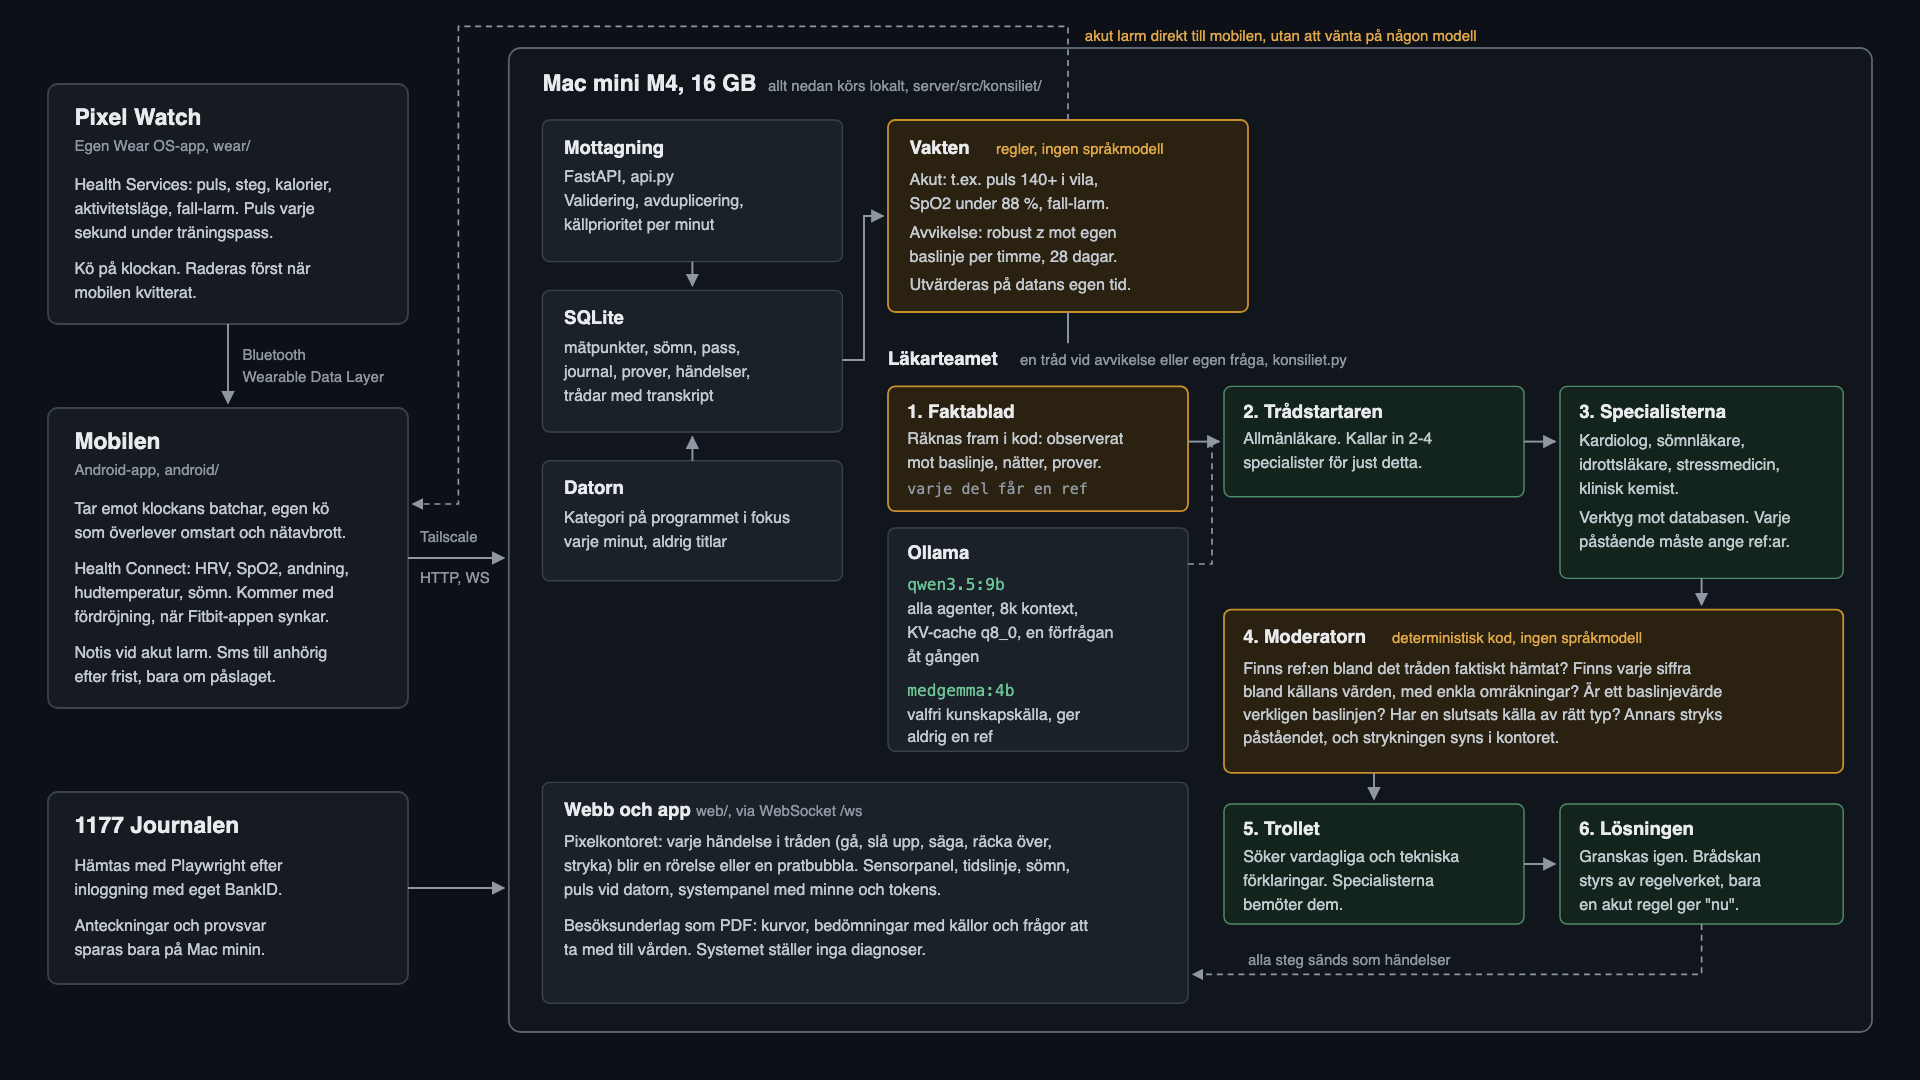 akut larm direkt till mobilen, utan att vänta på någon modell
Pixel Watch
Egen Wear OS-app, wear/
Health Services: puls, steg, kalorier,
aktivitetsläge, fall-larm. Puls varje
sekund under träningspass.
Kö på klockan. Raderas först när
mobilen kvitterat.
Bluetooth
Wearable Data Layer
Mobilen
Android-app, android/
Tar emot klockans batchar, egen kö
som överlever omstart och nätavbrott.
Health Connect: HRV, SpO2, andning,
hudtemperatur, sömn. Kommer med
fördröjning, när Fitbit-appen synkar.
Notis vid akut larm. Sms till anhörig
efter frist, bara om påslaget.
Tailscale
HTTP, WS
1177 Journalen
Hämtas med Playwright efter
inloggning med eget BankID.
Anteckningar och provsvar
sparas bara på Mac minin.
Mac mini M4, 16 GB allt nedan körs lokalt, server/src/konsiliet/
Mottagning
FastAPI, api.py
Validering, avduplicering,
källprioritet per minut
SQLite
mätpunkter, sömn, pass,
journal, prover, händelser,
trådar med transkript
Datorn
Kategori på programmet i fokus
varje minut, aldrig titlar
Vakten regler, ingen språkmodell
Akut: t.ex. puls 140+ i vila,
SpO2 under 88 %, fall-larm.
Avvikelse: robust z mot egen
baslinje per timme, 28 dagar.
Utvärderas på datans egen tid.
Läkarteamet en tråd vid avvikelse eller egen fråga, konsiliet.py
1. Faktablad
Räknas fram i kod: observerat
mot baslinje, nätter, prover.
varje del får en ref
2. Trådstartaren
Allmänläkare. Kallar in 2-4
specialister för just detta.
3. Specialisterna
Kardiolog, sömnläkare,
idrottsläkare, stressmedicin,
klinisk kemist.
Verktyg mot databasen. Varje
påstående måste ange ref:ar.
Ollama
qwen3.5:9b
alla agenter, 8k kontext,
KV-cache q8_0, en förfrågan
åt gången
medgemma:4b
valfri kunskapskälla, ger
aldrig en ref
4. Moderatorn deterministisk kod, ingen språkmodell
Finns ref:en bland det tråden faktiskt hämtat? Finns varje siffra
bland källans värden, med enkla omräkningar? Är ett baslinjevärde
verkligen baslinjen? Har en slutsats källa av rätt typ? Annars stryks
påståendet, och strykningen syns i kontoret.
5. Trollet
Söker vardagliga och tekniska
förklaringar. Specialisterna
bemöter dem.
6. Lösningen
Granskas igen. Brådskan
styrs av regelverket, bara
en akut regel ger "nu".
Webb och app web/, via WebSocket /ws
Pixelkontoret: varje händelse i tråden (gå, slå upp, säga, räcka över,
stryka) blir en rörelse eller en pratbubbla. Sensorpanel, tidslinje, sömn,
puls vid datorn, systempanel med minne och tokens.
Besöksunderlag som PDF: kurvor, bedömningar med källor och frågor att
ta med till vården. Systemet ställer inga diagnoser.
alla steg sänds som händelser